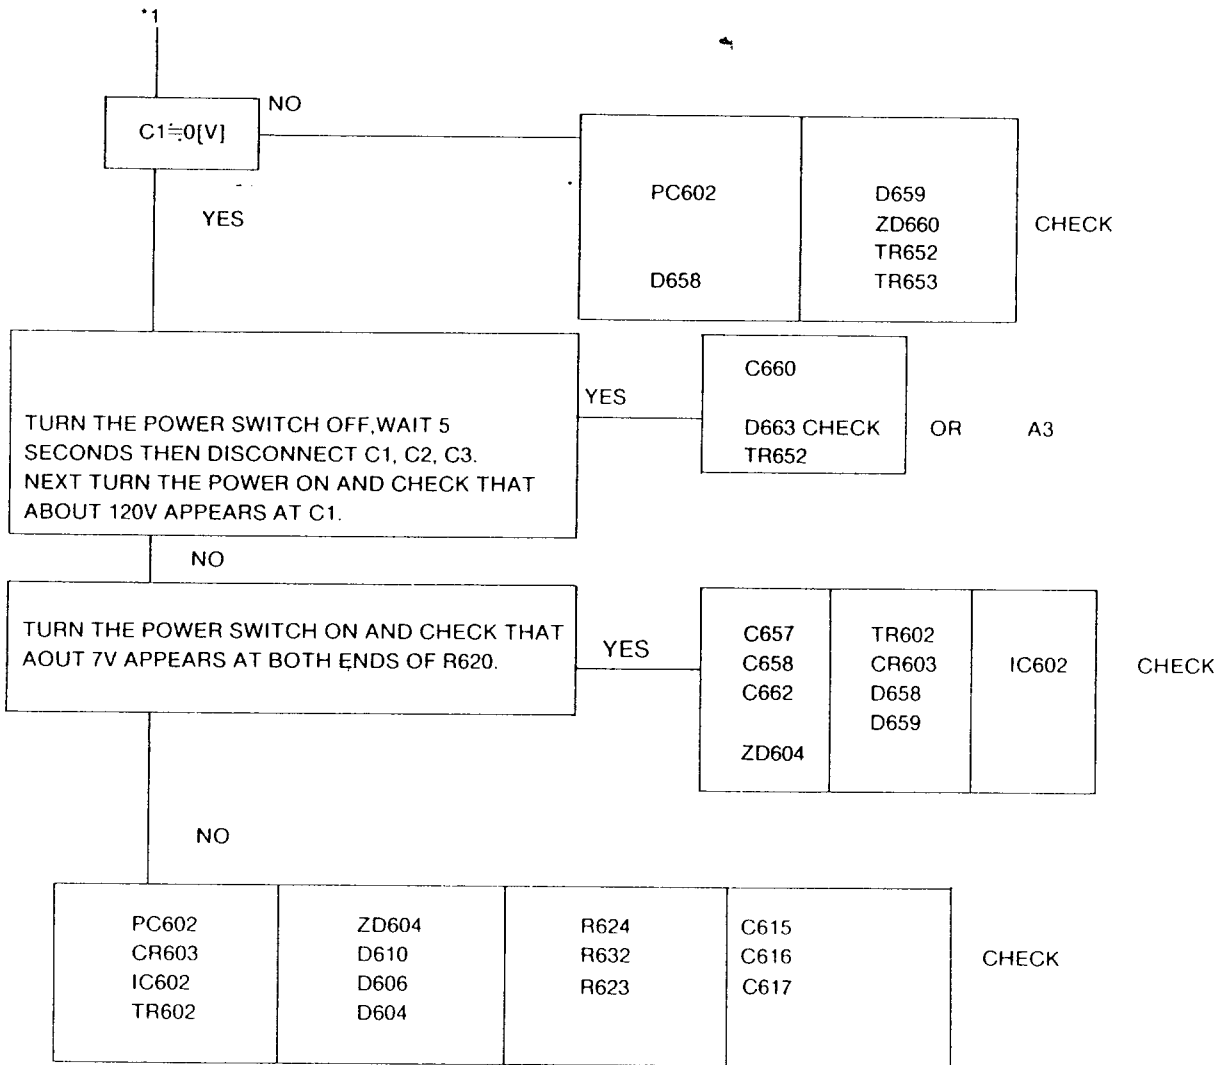 *1
C1≒0[V]
NO
YES
PC602
D658
D659
ZD660
TR652
TR653
CHECK
TURN THE POWER SWITCH OFF,WAIT 5
SECONDS THEN DISCONNECT C1, C2, C3.
NEXT TURN THE POWER ON AND CHECK THAT
ABOUT 120V APPEARS AT C1.
YES
C660
D663 CHECK
TR652
OR
A3
NO
TURN THE POWER SWITCH ON AND CHECK THAT
AOUT 7V APPEARS AT BOTH ENDS OF R620.
YES
C657
C658
C662
ZD604
TR602
CR603
D658
D659
IC602
CHECK
NO
PC602
CR603
IC602
TR602
ZD604
D610
D606
D604
R624
R632
R623
C615
C616
C617
CHECK